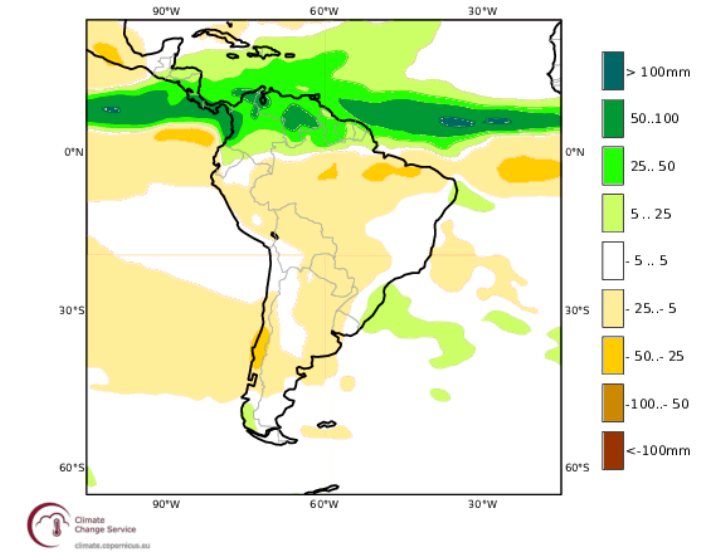 90°W 60°W 30°W
> 100mm
50..100
25.. 50
5 .. 25
- 5 .. 5
- 25..- 5
- 50..- 25
-100..- 50
<-100mm
0°N 0°N
30°S 30°S
60°S 60°S
90°W 60°W 30°W
Climate
Change Service
climate.copernicus.eu